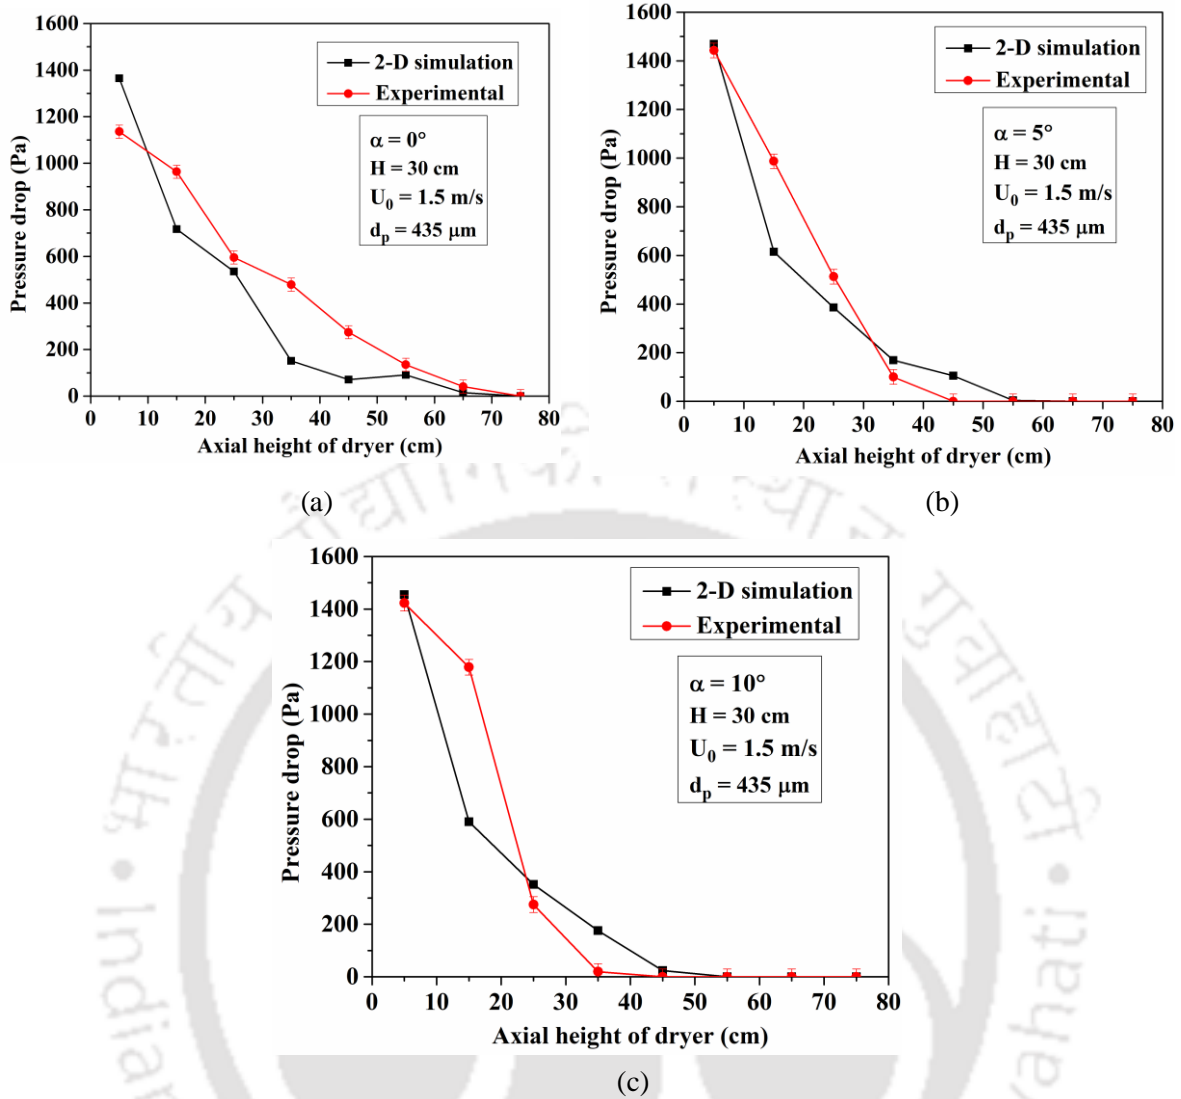 1600
1400
1200
1000
800
600
400
200
0
Pressure drop (Pa)
2-D simulation
Experimental
α = 0°
H = 30 cm
U0 = 1.5 m/s
dp = 435 μm
0 10 20 30 40 50 60 70 80
Axial height of dryer (cm)
(a)
1600
1400
1200
1000
800
600
400
200
0
Pressure drop (Pa)
2-D simulation
Experimental
α = 5°
H = 30 cm
U0 = 1.5 m/s
dp = 435 μm
0 10 20 30 40 50 60 70 80
Axial height of dryer (cm)
(b)
1600
1400
1200
1000
800
600
400
200
0
Pressure drop (Pa)
2-D simulation
Experimental
α = 10°
H = 30 cm
U0 = 1.5 m/s
dp = 435 μm
0 10 20 30 40 50 60 70 80
Axial height of dryer (cm)
(c)
Indian